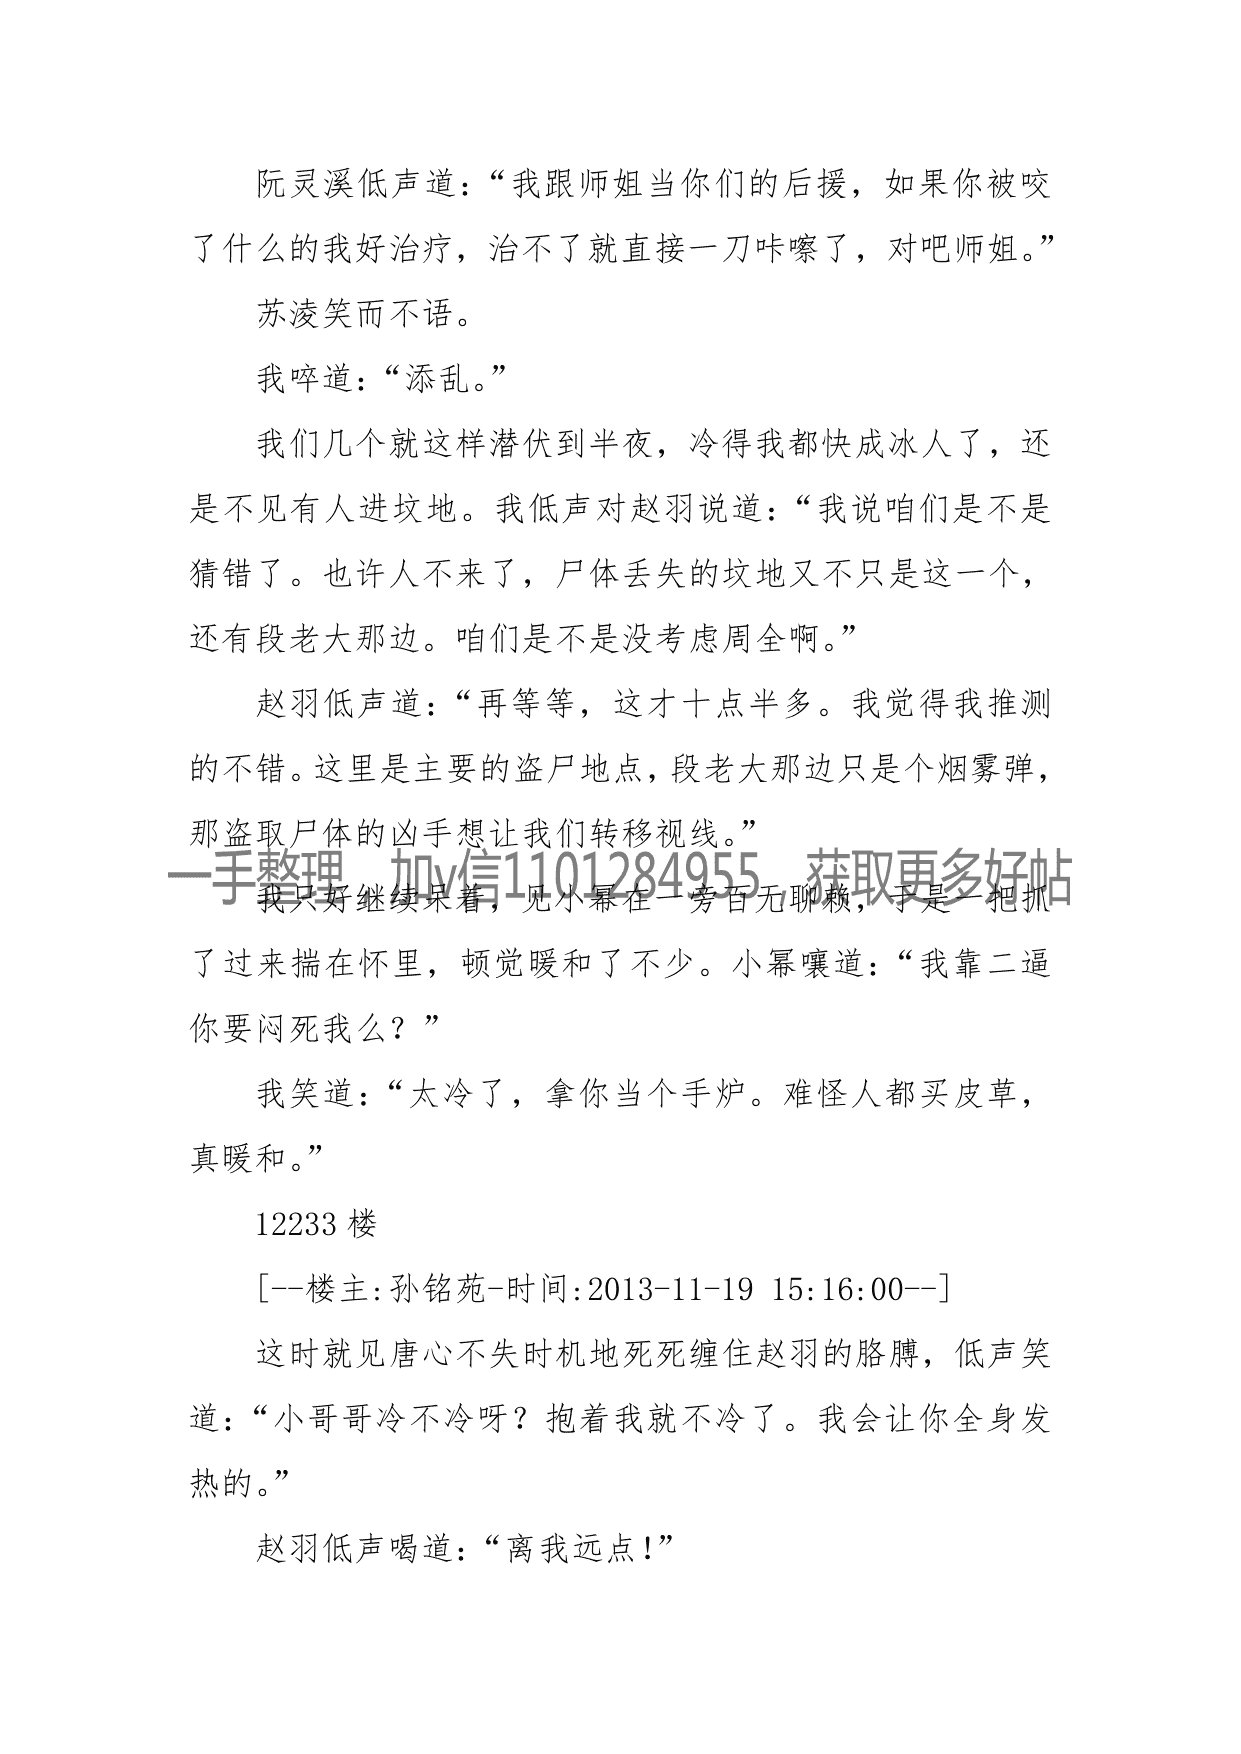 阮灵溪低声道：“我跟师姐当你们的后援，如果你被咬
了什么的我好治疗，治不了就直接一刀咔嚓了，对吧师姐。”
苏凌笑而不语。
我啐道：“添乱。”
我们几个就这样潜伏到半夜，冷得我都快成冰人了，还
是不见有人进坟地。我低声对赵羽说道：“我说咱们是不是
猜错了。也许人不来了，尸体丢失的坟地又不只是这一个，
还有段老大那边。咱们是不是没考虑周全啊。”
赵羽低声道：“再等等，这才十点半多。我觉得我推测
的不错。这里是主要的盗尸地点，段老大那边只是个烟雾弹，
那盗取尸体的凶手想让我们转移视线。”
一手整理，加v信1101284955，获取更多好帖
我只好继续呆着，见小幂在一旁百无聊赖，于是一把抓
了过来揣在怀里，顿觉暖和了不少。小幂嚷道：“我靠二逼
你要闷死我么？”
我笑道：“太冷了，拿你当个手炉。难怪人都买皮草，
真暖和。”
12233 楼
[--楼主:孙铭苑-时间:2013-11-19 15:16:00--]
这时就见唐心不失时机地死死缠住赵羽的胳膊，低声笑
道：“小哥哥冷不冷呀？抱着我就不冷了。我会让你全身发
热的。”
赵羽低声喝道：“离我远点！”